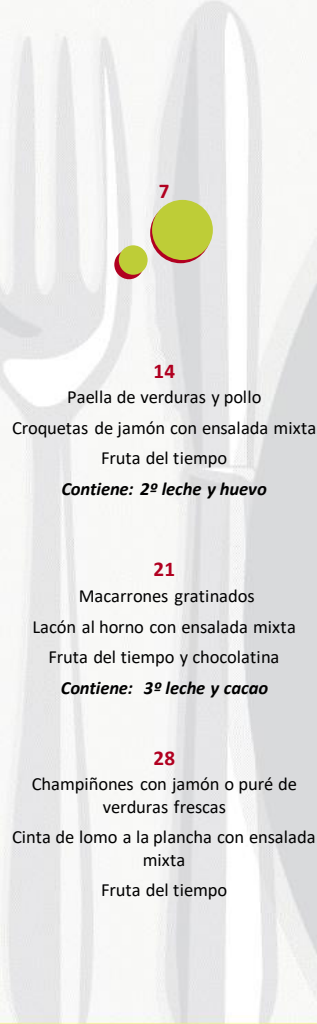 7
14
Paella de verduras y pollo
Croquetas de jamón con ensalada mixta
Fruta del tiempo
Contiene: 2º leche y huevo
21
Macarrones gratinados
Lacón al horno con ensalada mixta
Fruta del tiempo y chocolatina
Contiene: 3º leche y cacao
28
Champiñones con jamón o puré de
verduras frescas
Cinta de lomo a la plancha con ensalada
mixta
Fruta del tiempo